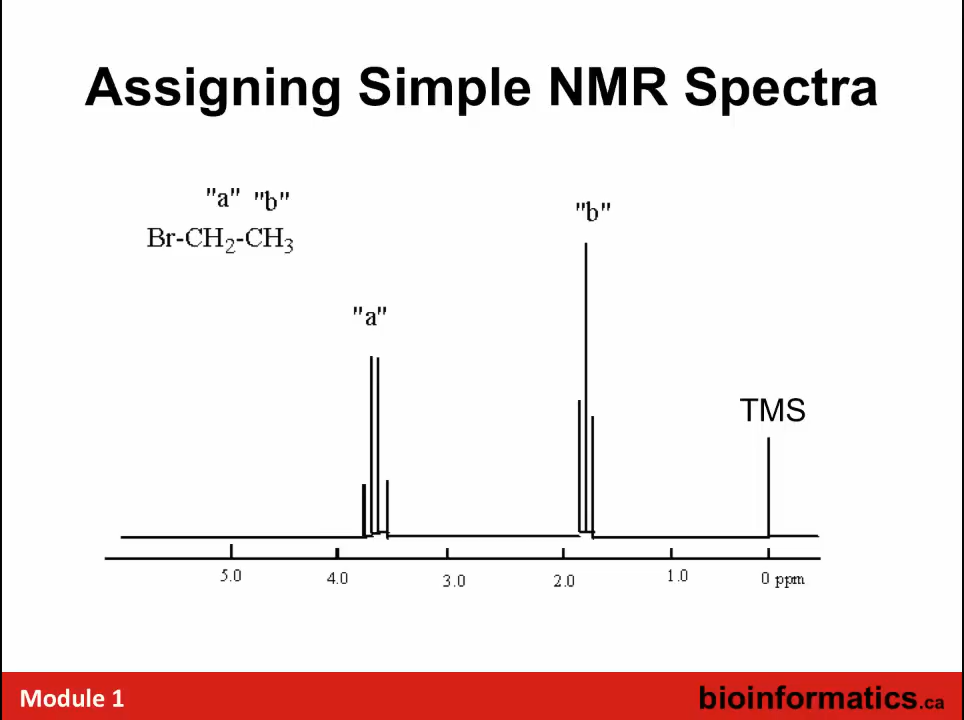 Assigning Simple NMR Spectra
"a" "b"
Br-CH2-CH3
"b"
"a"
TMS
5.0 4.0 3.0 2.0 1.0 0 ppm
Module 1
bioinformatics.ca